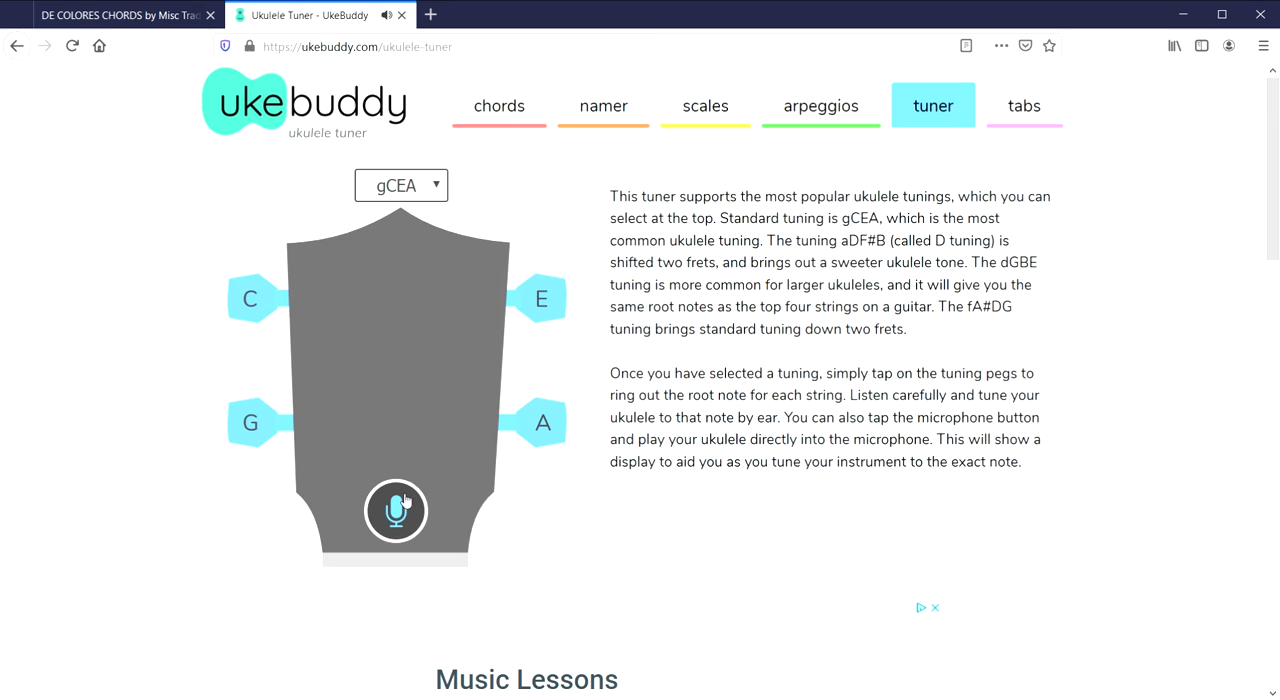 DE COLORES CHORDS by Misc Trad
Ukulele Tuner - UkeBuddy
https://ukebuddy.com/ukulele-tuner
ukebuddy
ukulele tuner
chords
namer
scales
arpeggios
tuner
tabs
gCEA
C
E
G
A
This tuner supports the most popular ukulele tunings, which you can
select at the top. Standard tuning is gCEA, which is the most
common ukulele tuning. The tuning aDF#B (called D tuning) is
shifted two frets, and brings out a sweeter ukulele tone. The dGBE
tuning is more common for larger ukuleles, and it will give you the
same root notes as the top four strings on a guitar. The fA#DG
tuning brings standard tuning down two frets.
Once you have selected a tuning, simply tap on the tuning pegs to
ring out the root note for each string. Listen carefully and tune your
ukulele to that note by ear. You can also tap the microphone button
and play your ukulele directly into the microphone. This will show a
display to aid you as you tune your instrument to the exact note.
Music Lessons